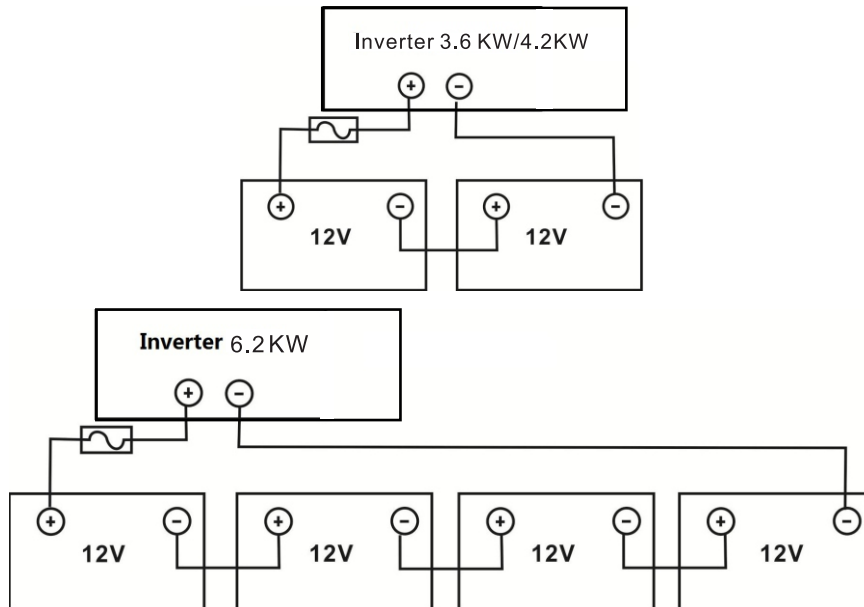 Inverter 3.6 KW/4.2KW
+ −
+ − + −
12V 12V
Inverter 6.2 KW
+ −
+ − + − + − + −
12V 12V 12V 12V